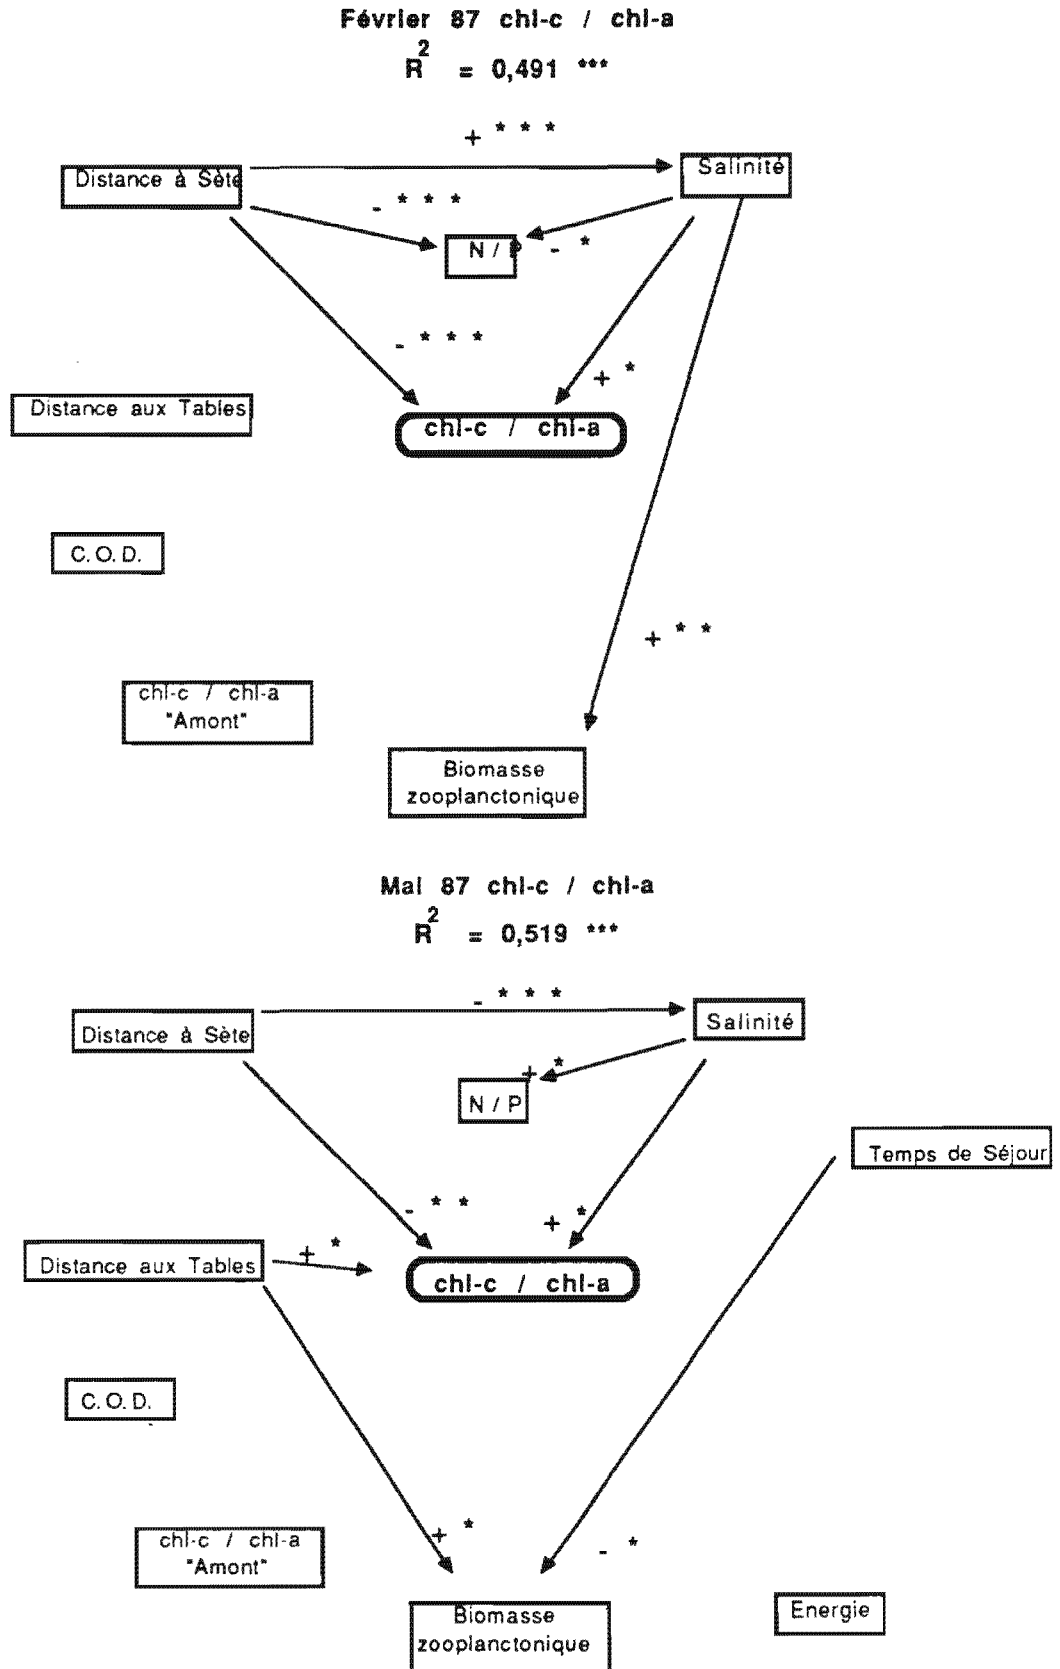 Février 87 chl-c / chl-a
R² = 0,491 ***
+ * * *
Distance à Sète
Salinité
- * * *
N / P - *
- * * *
+ *
Distance aux Tables
chl-c / chl-a
C.O.D.
+ * *
chl-c / chl-a
"Amont"
Biomasse
zooplanctonique
Mai 87 chl-c / chl-a
R² = 0,519 ***
- * * *
Distance à Sète
Salinité
+ *
N / P
Temps de Séjour
- * *
+ *
Distance aux Tables
+ *
chl-c / chl-a
C.O.D.
chl-c / chl-a
"Amont"
+ *
- *
Biomasse
zooplanctonique
Energie